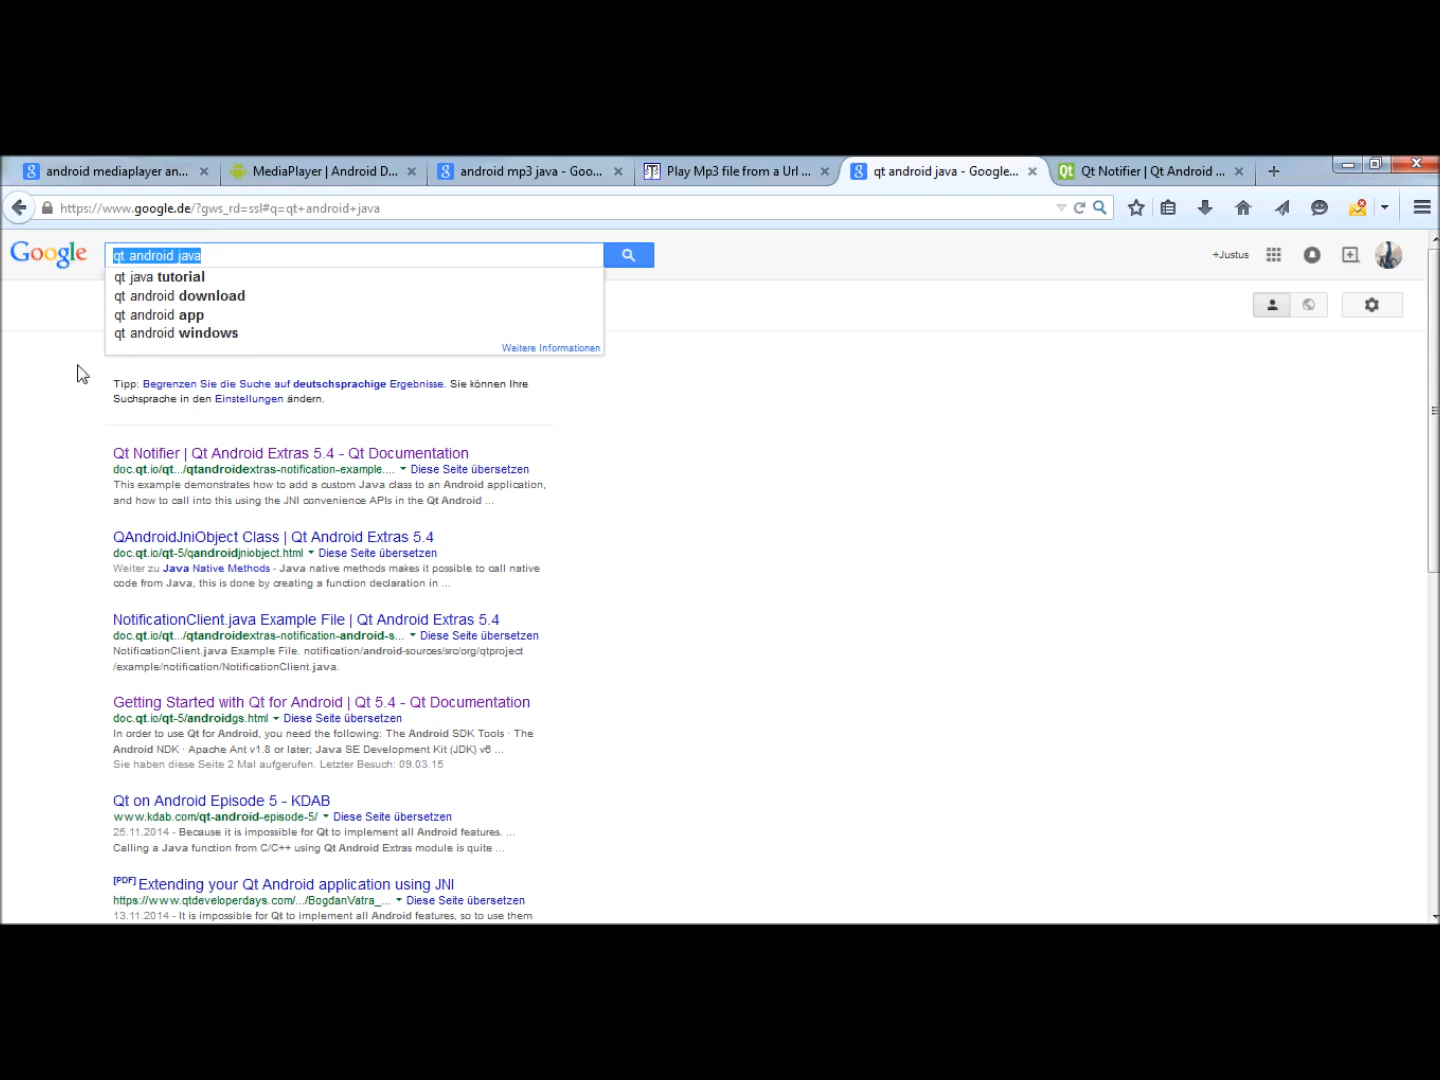 android mediaplayer an...
MediaPlayer | Android D...
android mp3 java - Goo...
Play Mp3 file from a Url ...
qt android java - Google...
Qt Notifier | Qt Android ...
https://www.google.de/?gws_rd=ssl#q=qt+android+java
Google
qt android java
+Justus
qt java tutorial
qt android download
qt android app
qt android windows
Weitere Informationen
Tipp: Begrenzen Sie die Suche auf deutschsprachige Ergebnisse. Sie können Ihre
Suchsprache in den Einstellungen ändern.
Qt Notifier | Qt Android Extras 5.4 - Qt Documentation
doc.qt.io/qt.../qtandroidextras-notification-example.... Diese Seite übersetzen
This example demonstrates how to add a custom Java class to an Android application,
and how to call into this using the JNI convenience APIs in the Qt Android ...
QAndroidJniObject Class | Qt Android Extras 5.4
doc.qt.io/qt-5/qandroidjniobject.html Diese Seite übersetzen
Weiter zu Java Native Methods - Java native methods makes it possible to call native
code from Java, this is done by creating a function declaration in ...
NotificationClient.java Example File | Qt Android Extras 5.4
doc.qt.io/qt.../qtandroidextras-notification-android-s... Diese Seite übersetzen
NotificationClient.java Example File. notification/android-sources/src/org/qtproject
/example/notification/NotificationClient.java.
Getting Started with Qt for Android | Qt 5.4 - Qt Documentation
doc.qt.io/qt-5/androidgs.html Diese Seite übersetzen
In order to use Qt for Android, you need the following: The Android SDK Tools · The
Android NDK · Apache Ant v1.8 or later; Java SE Development Kit (JDK) v6 ...
Sie haben diese Seite 2 Mal aufgerufen. Letzter Besuch: 09.03.15
Qt on Android Episode 5 - KDAB
www.kdab.com/qt-android-episode-5/ Diese Seite übersetzen
25.11.2014 - Because it is impossible for Qt to implement all Android features. ...
Calling a Java function from C/C++ using Qt Android Extras module is quite ...
[PDF] Extending your Qt Android application using JNI
https://www.qtdeveloperdays.com/.../BogdanVatra_... Diese Seite übersetzen
13.11.2014 - It is impossible for Qt to implement all Android features, so to use them